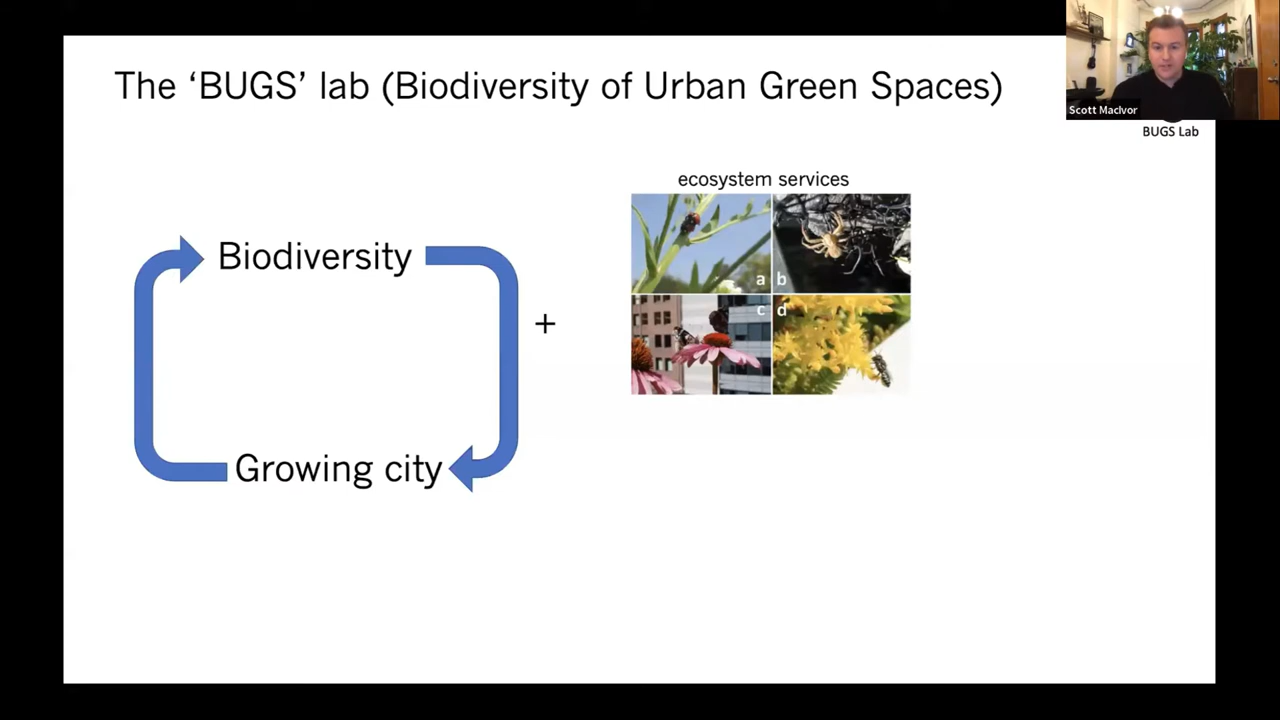 The ‘BUGS’ lab (Biodiversity of Urban Green Spaces)
Scott MacIvor
BUGS Lab
ecosystem services
Biodiversity
a
b
+
c
d
Growing city